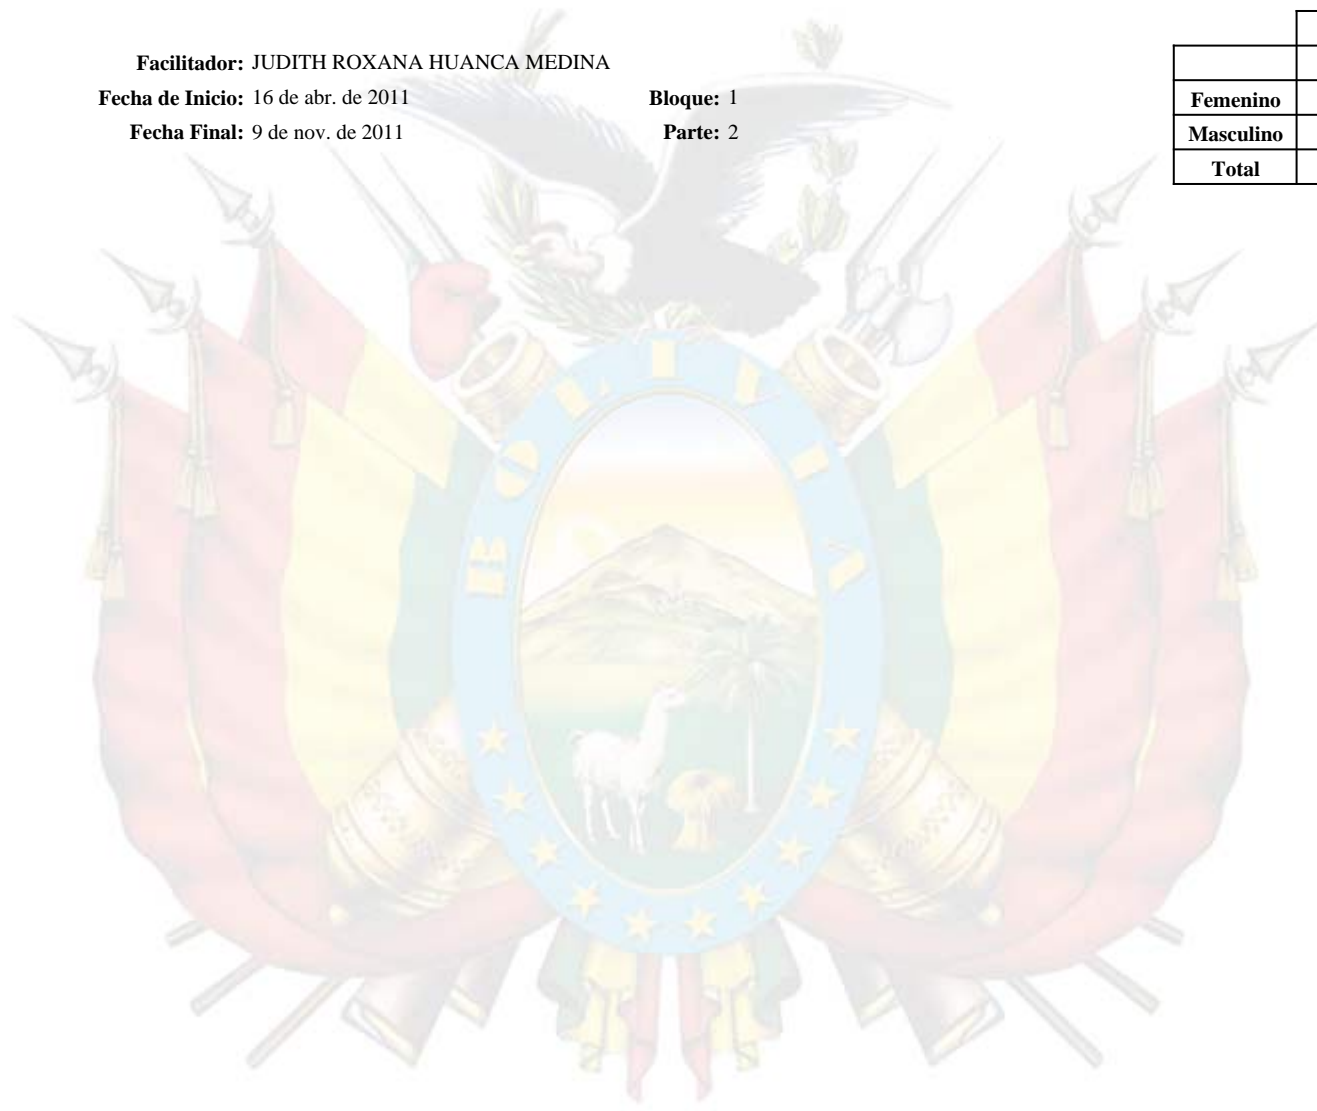 Facilitador: JUDITH ROXANA HUANCA MEDINA
Fecha de Inicio: 16 de abr. de 2011 Bloque: 1
Fecha Final: 9 de nov. de 2011 Parte: 2
Femenino
Masculino
Total
BOLIVIA